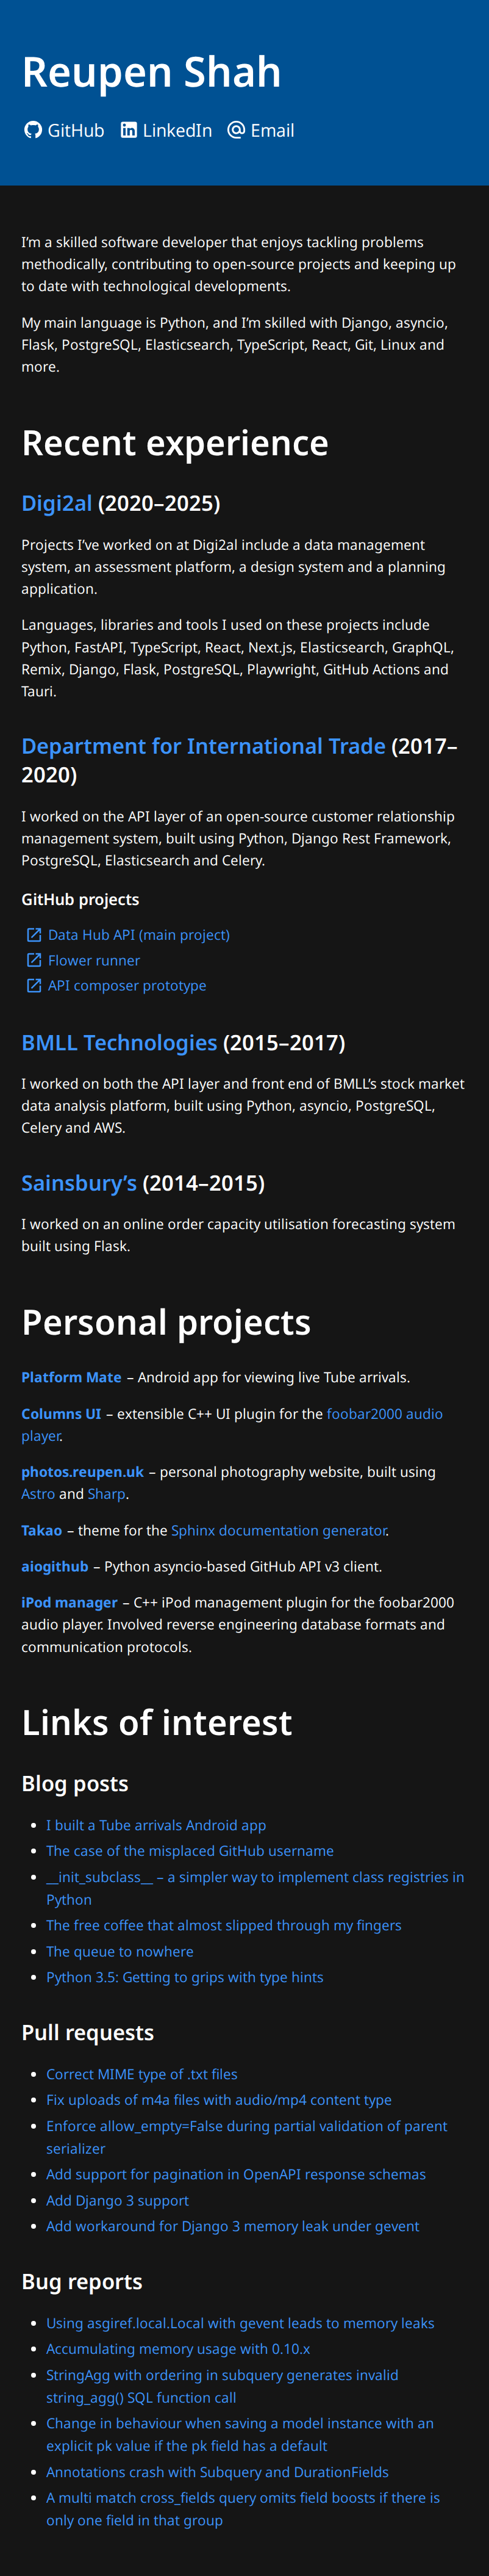 Reupen Shah
GitHub LinkedIn Email
I’m a skilled software developer that enjoys tackling problems
methodically, contributing to open-source projects and keeping up
to date with technological developments.
My main language is Python, and I’m skilled with Django, asyncio,
Flask, PostgreSQL, Elasticsearch, TypeScript, React, Git, Linux and
more.
Recent experience
Digi2al (2020–2025)
Projects I’ve worked on at Digi2al include a data management
system, an assessment platform, a design system and a planning
application.
Languages, libraries and tools I used on these projects include
Python, FastAPI, TypeScript, React, Next.js, Elasticsearch, GraphQL,
Remix, Django, Flask, PostgreSQL, Playwright, GitHub Actions and
Tauri.
Department for International Trade (2017–
2020)
I worked on the API layer of an open-source customer relationship
management system, built using Python, Django Rest Framework,
PostgreSQL, Elasticsearch and Celery.
GitHub projects
Data Hub API (main project)
Flower runner
API composer prototype
BMLL Technologies (2015–2017)
I worked on both the API layer and front end of BMLL’s stock market
data analysis platform, built using Python, asyncio, PostgreSQL,
Celery and AWS.
Sainsbury’s (2014–2015)
I worked on an online order capacity utilisation forecasting system
built using Flask.
Personal projects
Platform Mate – Android app for viewing live Tube arrivals.
Columns UI – extensible C++ UI plugin for the foobar2000 audio
player.
photos.reupen.uk – personal photography website, built using
Astro and Sharp.
Takao – theme for the Sphinx documentation generator.
aiogithub – Python asyncio-based GitHub API v3 client.
iPod manager – C++ iPod management plugin for the foobar2000
audio player. Involved reverse engineering database formats and
communication protocols.
Links of interest
Blog posts
• I built a Tube arrivals Android app
• The case of the misplaced GitHub username
• __init_subclass__ – a simpler way to implement class registries in
Python
• The free coffee that almost slipped through my fingers
• The queue to nowhere
• Python 3.5: Getting to grips with type hints
Pull requests
• Correct MIME type of .txt files
• Fix uploads of m4a files with audio/mp4 content type
• Enforce allow_empty=False during partial validation of parent
serializer
• Add support for pagination in OpenAPI response schemas
• Add Django 3 support
• Add workaround for Django 3 memory leak under gevent
Bug reports
• Using asgiref.local.Local with gevent leads to memory leaks
• Accumulating memory usage with 0.10.x
• StringAgg with ordering in subquery generates invalid
string_agg() SQL function call
• Change in behaviour when saving a model instance with an
explicit pk value if the pk field has a default
• Annotations crash with Subquery and DurationFields
• A multi match cross_fields query omits field boosts if there is
only one field in that group